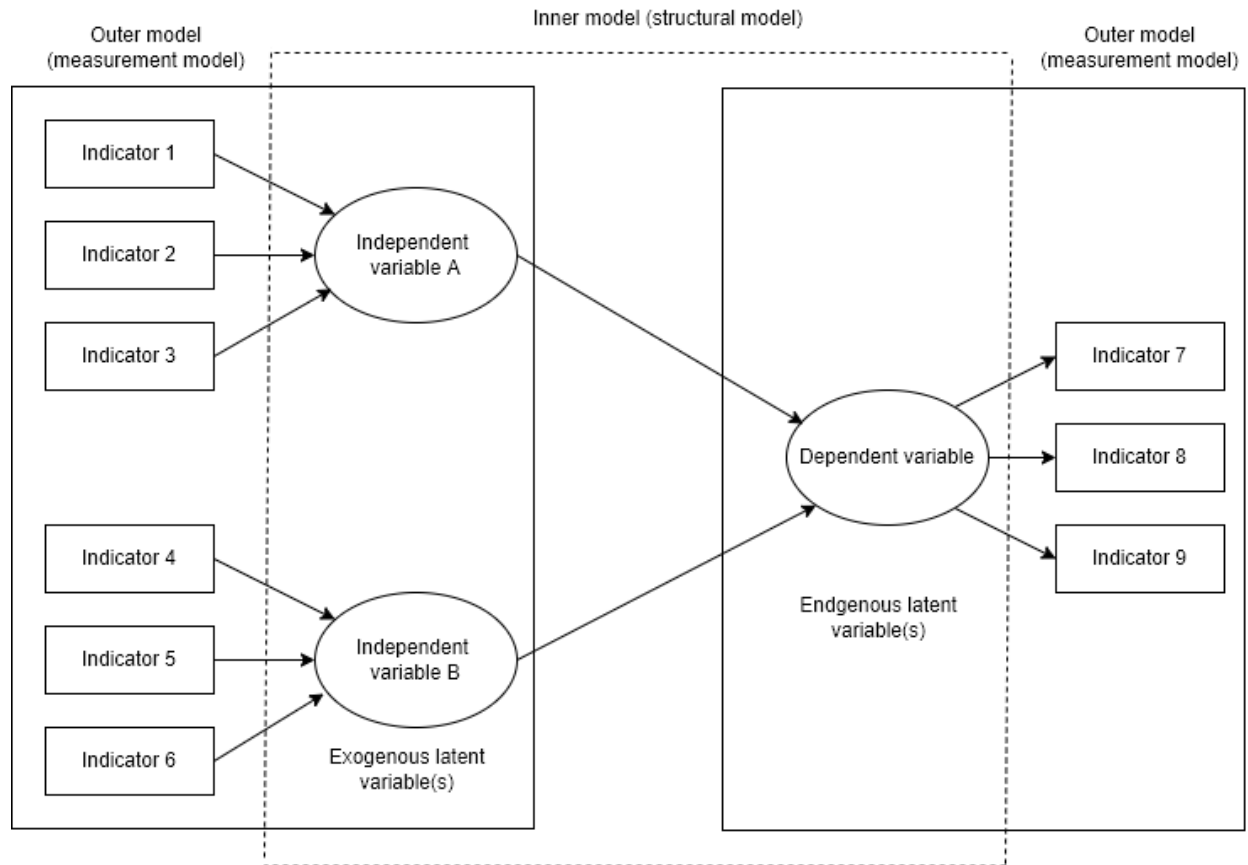 Inner model (structural model)
Outer model
(measurement model)
Outer model
(measurement model)
Indicator 1
Indicator 2
Indicator 3
Independent
variable A
Indicator 4
Indicator 5
Indicator 6
Independent
variable B
Exogenous latent
variable(s)
Dependent variable
Endgenous latent
variable(s)
Indicator 7
Indicator 8
Indicator 9